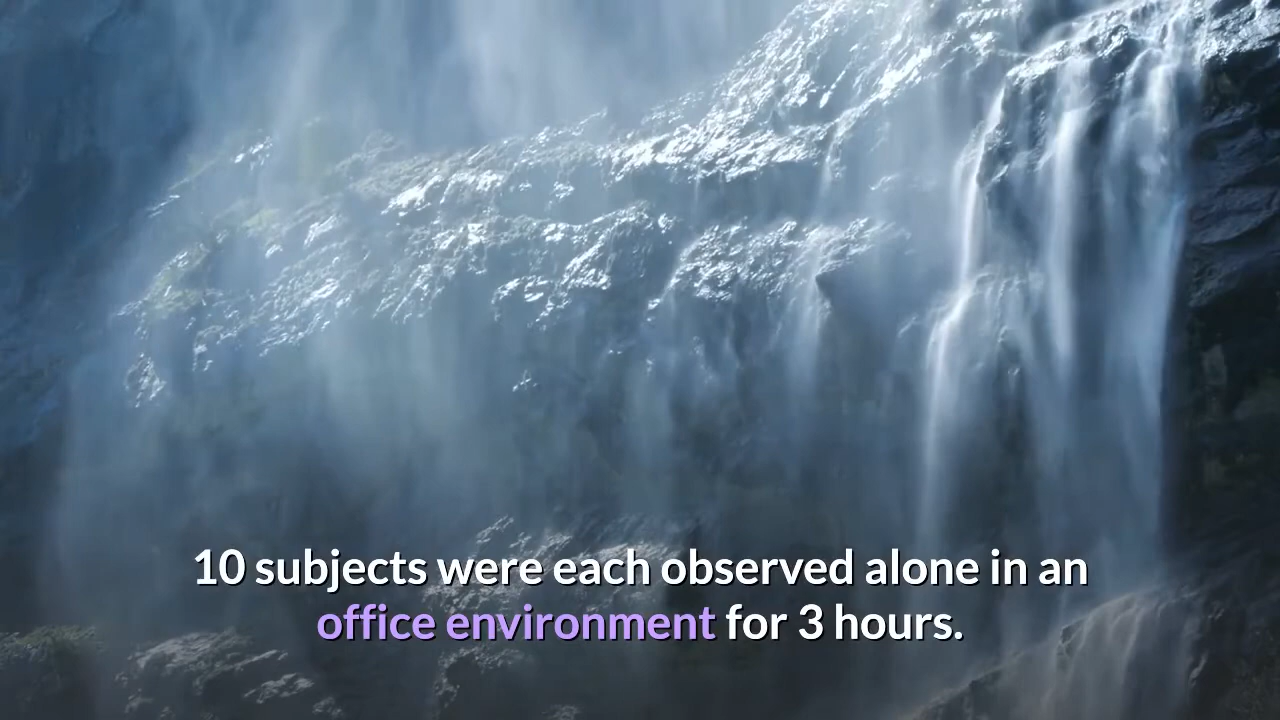 10 subjects were each observed alone in an
office environment for 3 hours.